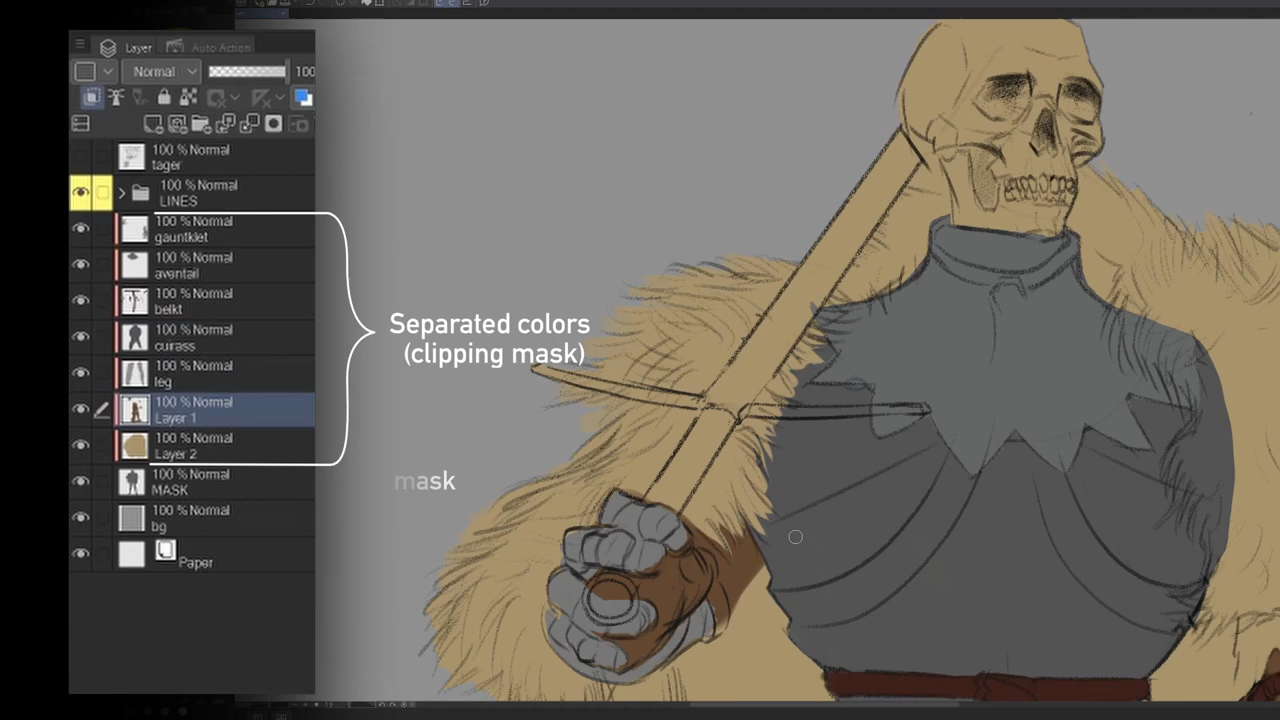 Layer
Auto Action
Normal
100
100 % Normal
tager
100 % Normal
LINES
100 % Normal
gauntklet
100 % Normal
aventail
100 % Normal
belkt
100 % Normal
cuirass
100 % Normal
leg
100 % Normal
Layer 1
100 % Normal
Layer 2
100 % Normal
MASK
100 % Normal
bg
Paper
Separated colors
(clipping mask)
mask